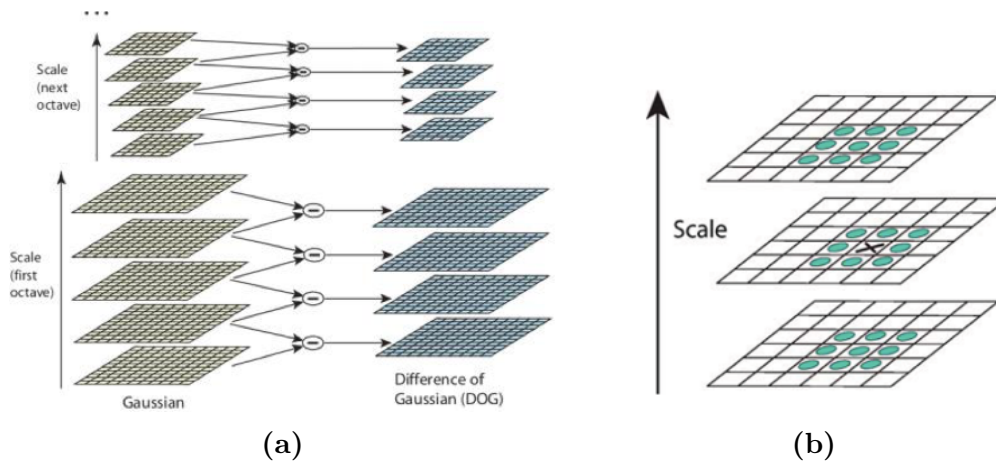 ...
Scale
(next
octave)
Scale
(first
octave)
Gaussian
Difference of
Gaussian (DOG)
Scale
(a)
(b)